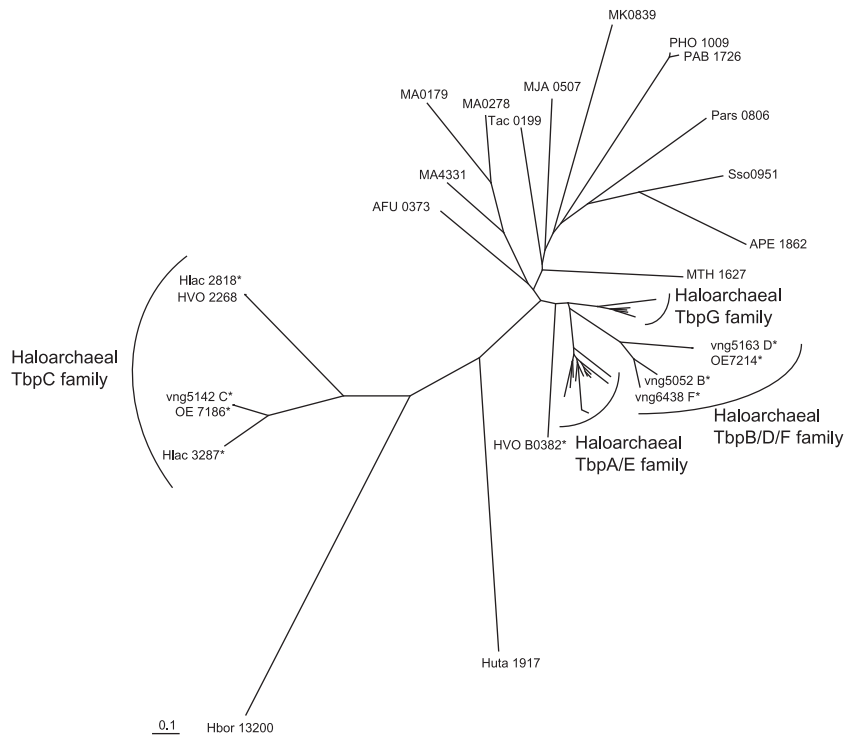 MK0839
PHO 1009
PAB 1726
MJA 0507
MA0179
MA0278
Tac 0199
Pars 0806
MA4331
Sso0951
AFU 0373
APE 1862
MTH 1627
Hlac 2818*
HVO 2268
Haloarchaeal
TbpG family
Haloarchaeal
TbpC family
vng5163 D*
OE7214*
vng5052 B*
vng6438 F*
vng5142 C*
OE 7186*
Haloarchaeal
TbpB/D/F family
HVO B0382*
Haloarchaeal
TbpA/E family
Hlac 3287*
Huta 1917
0.1
Hbor 13200